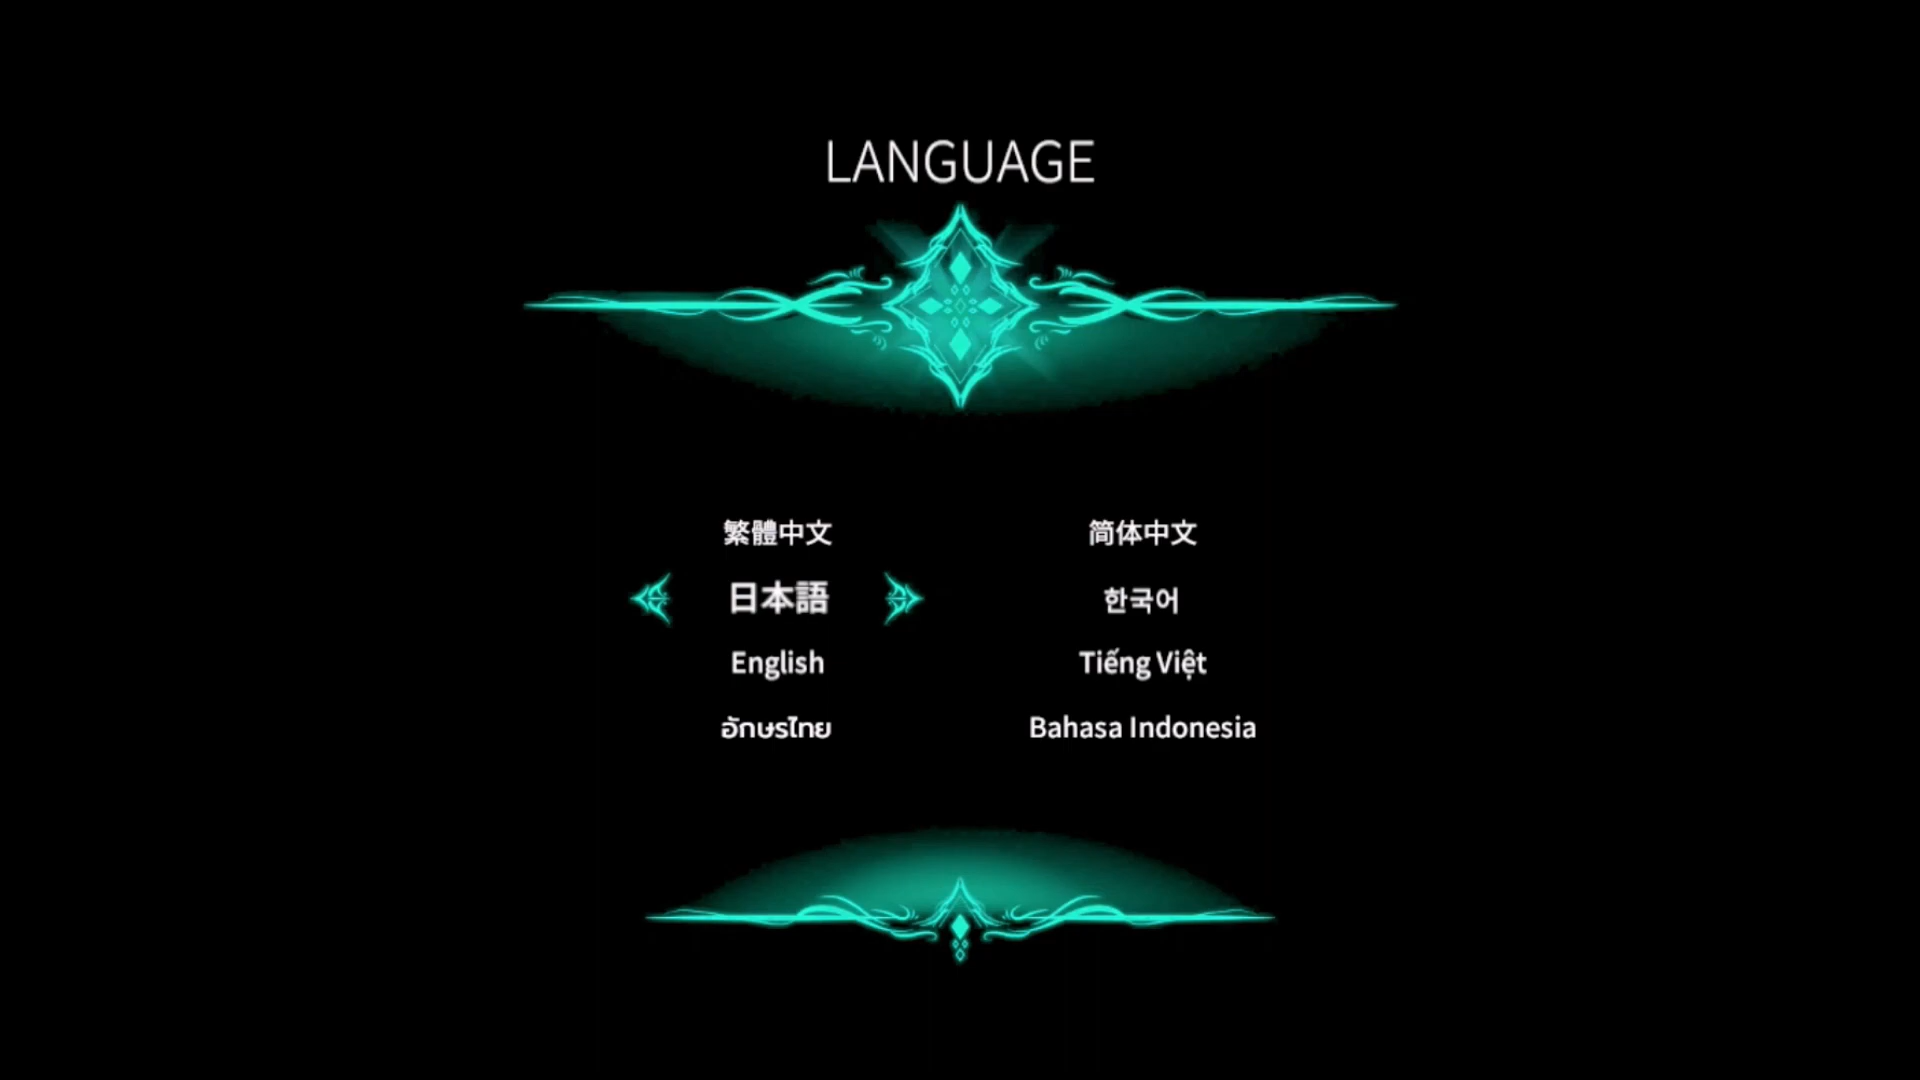 LANGUAGE
繁體中文
简体中文
日本語
한국어
English
Tiếng Việt
อักษรไทย
Bahasa Indonesia